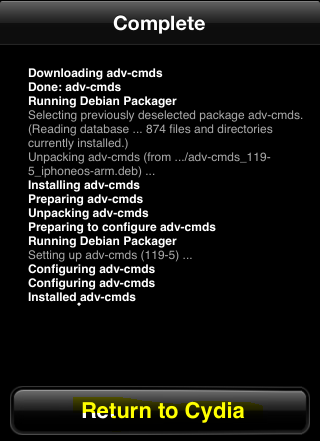 Complete
Downloading adv-cmds
Done: adv-cmds
Running Debian Packager
Selecting previously deselected package adv-cmds.
(Reading database ... 874 files and directories
currently installed.)
Unpacking adv-cmds (from .../adv-cmds_119-
5_iphoneos-arm.deb) ...
Installing adv-cmds
Preparing adv-cmds
Unpacking adv-cmds
Preparing to configure adv-cmds
Running Debian Packager
Setting up adv-cmds (119-5) ...
Configuring adv-cmds
Configuring adv-cmds
Installed adv-cmds
Return to Cydia